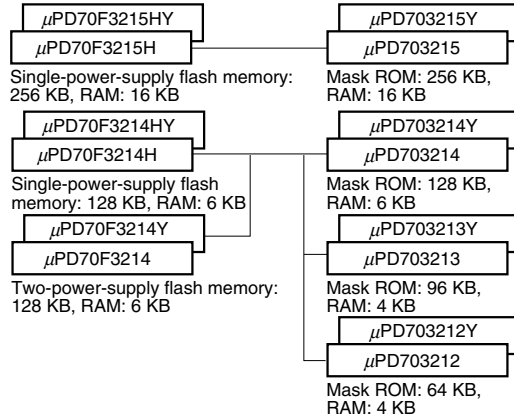 μPD70F3215HY
μPD70F3215H
Single-power-supply flash memory:
256 KB, RAM: 16 KB
μPD703215Y
μPD703215
Mask ROM: 256 KB,
RAM: 16 KB
μPD70F3214HY
μPD70F3214H
Single-power-supply flash
memory: 128 KB, RAM: 6 KB
μPD703214Y
μPD703214
Mask ROM: 128 KB,
RAM: 6 KB
μPD70F3214Y
μPD70F3214
Two-power-supply flash memory:
128 KB, RAM: 6 KB
μPD703213Y
μPD703213
Mask ROM: 96 KB,
RAM: 4 KB
μPD703212Y
μPD703212
Mask ROM: 64 KB,
RAM: 4 KB